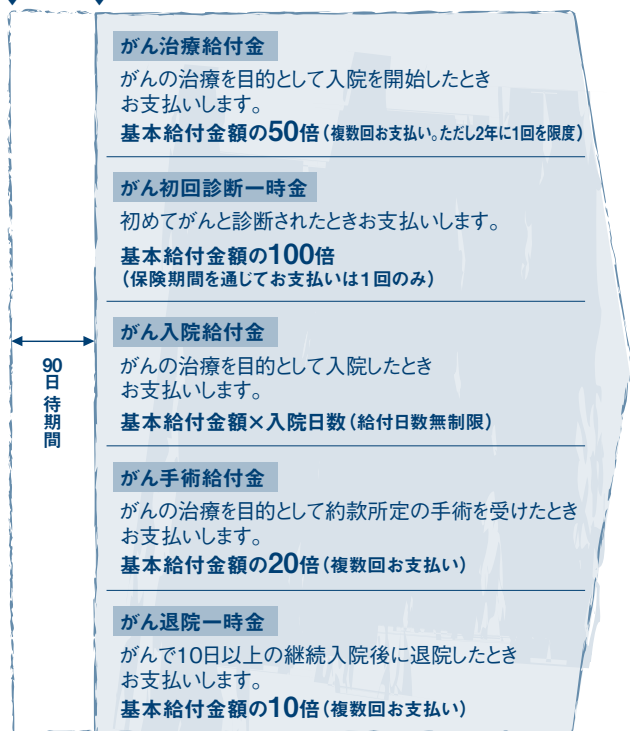 がん治療給付金
がんの治療を目的として入院を開始したとき
お支払いします。
基本給付金額の50倍(複数回お支払い。ただし2年に1回を限度)
がん初回診断一時金
初めてがんと診断されたときお支払いします。
基本給付金額の100倍
(保険期間を通じてお支払いは1回のみ)
がん入院給付金
がんの治療を目的として入院したとき
お支払いします。
基本給付金額×入院日数(給付日数無制限)
がん手術給付金
がんの治療を目的として約款所定の手術を受けたとき
お支払いします。
基本給付金額の20倍(複数回お支払い)
がん退院一時金
がんで10日以上の継続入院後に退院したとき
お支払いします。
基本給付金額の10倍(複数回お支払い)
90日 待期間